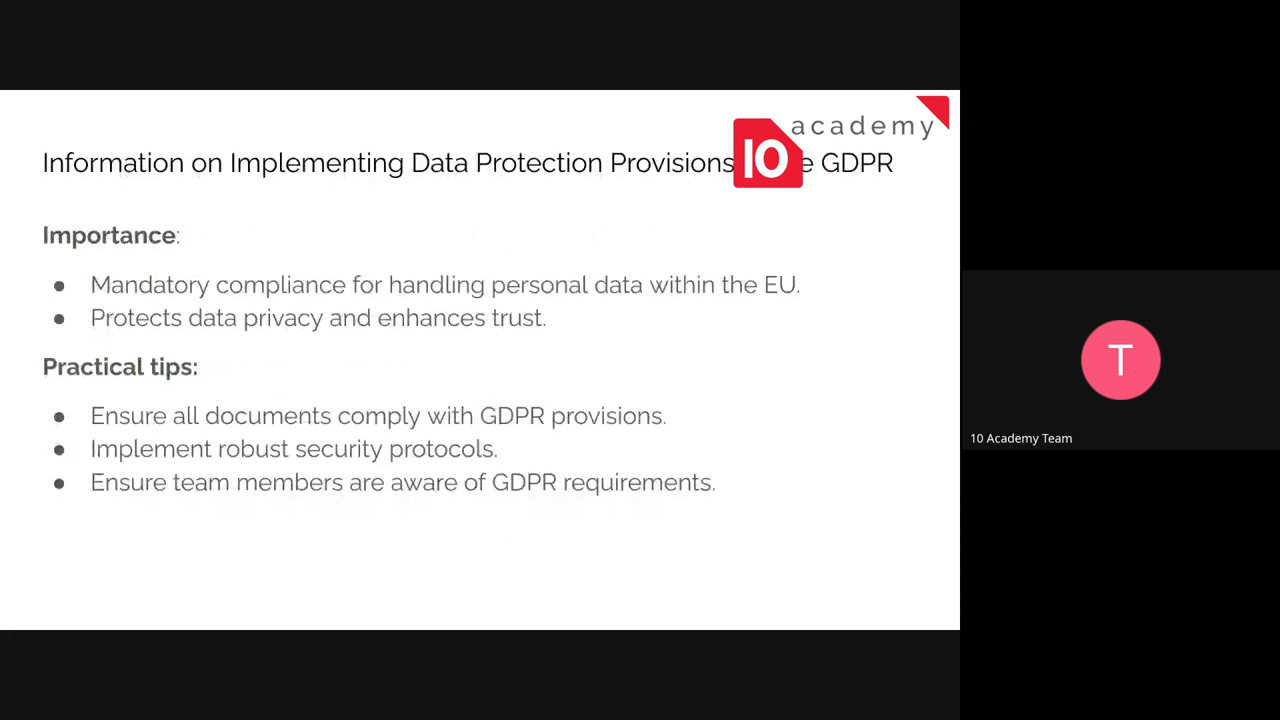 academy
10
Information on Implementing Data Protection Provisions e GDPR
Importance:
● Mandatory compliance for handling personal data within the EU.
● Protects data privacy and enhances trust.
Practical tips:
● Ensure all documents comply with GDPR provisions.
● Implement robust security protocols.
● Ensure team members are aware of GDPR requirements.
T
10 Academy Team